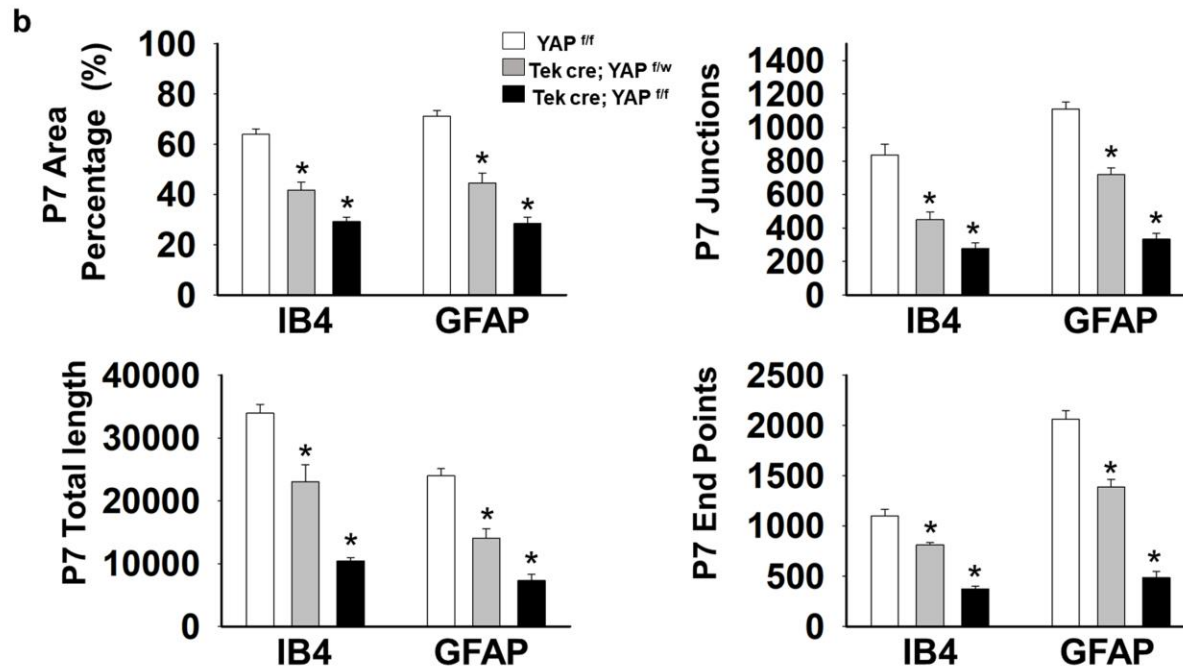 b
P7 Area
Percentage (%)
100
80
60
40
20
0
* * * *
IB4 GFAP
YAP f/f
Tek cre; YAP f/w
Tek cre; YAP f/f
P7 Junctions
1400
1200
1000
800
600
400
200
0
* * * *
IB4 GFAP
P7 Total length
40000
30000
20000
10000
0
* * * *
IB4 GFAP
P7 End Points
2500
2000
1500
1000
500
0
* * * *
IB4 GFAP